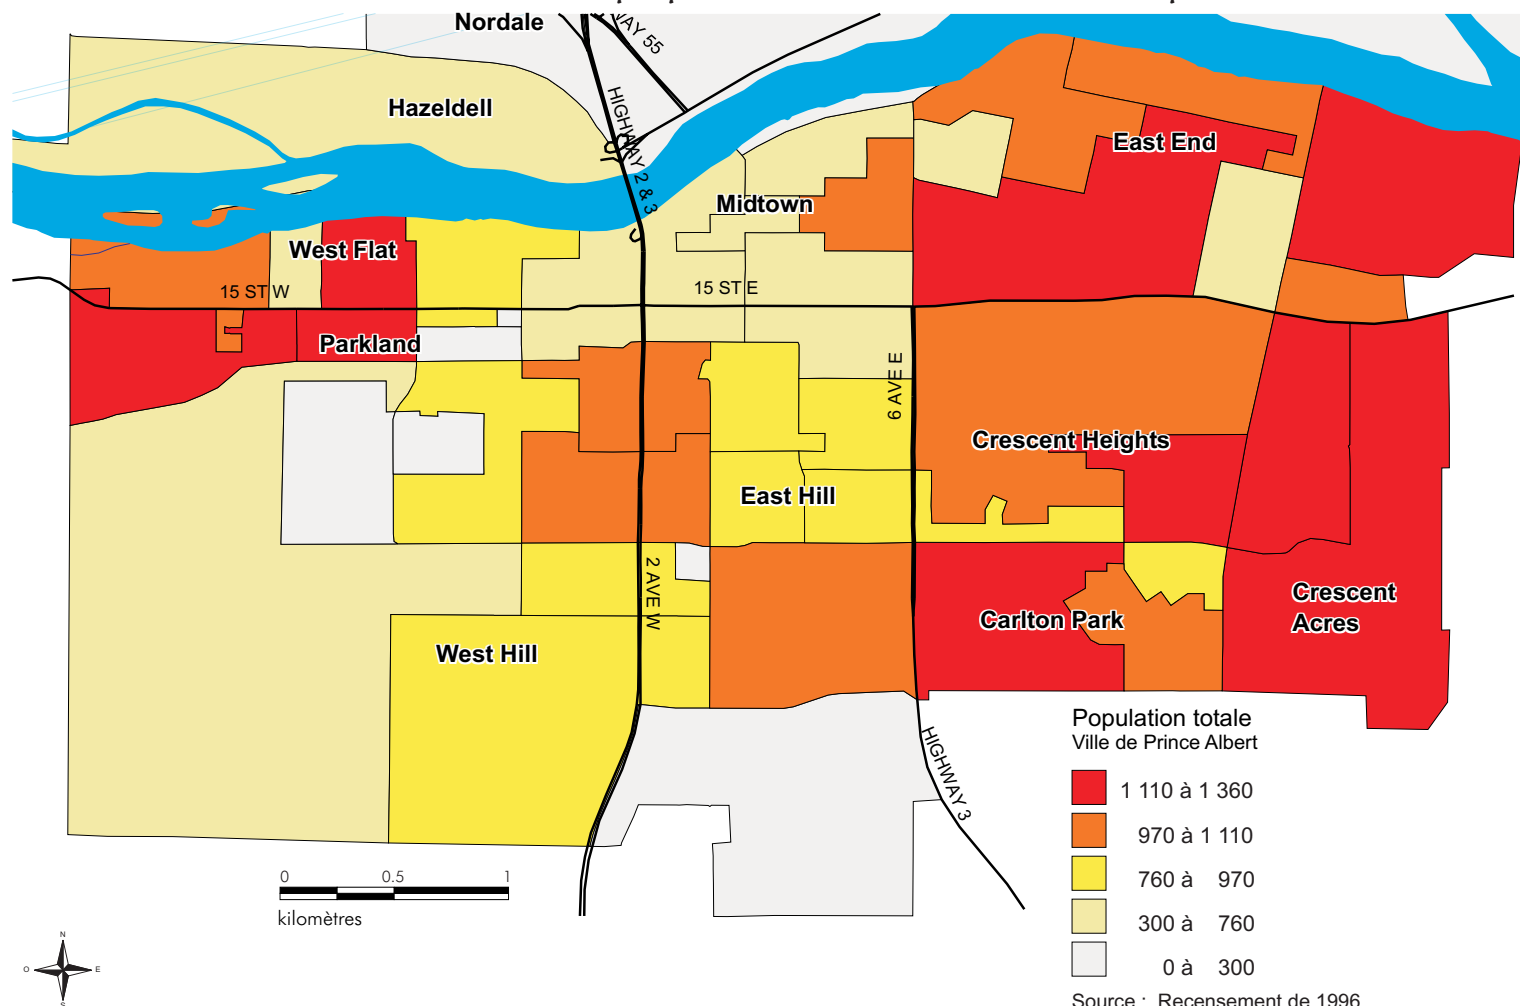 Nordale
WAY 55
Hazeldell
HIGHWAY 2 & 3
East End
Midtown
West Flat
15 ST W
15 ST E
Parkland
6 AVE E
Crescent Heights
East Hill
2 AVE W
Crescent
Acres
Carlton Park
West Hill
HIGHWAY 3
Population totale
Ville de Prince Albert
1 110 à 1 360
970 à 1 110
760 à 970
300 à 760
0 à 300
Source : Recensement de 1996
0 0.5 1
kilomètres
N
O E
S